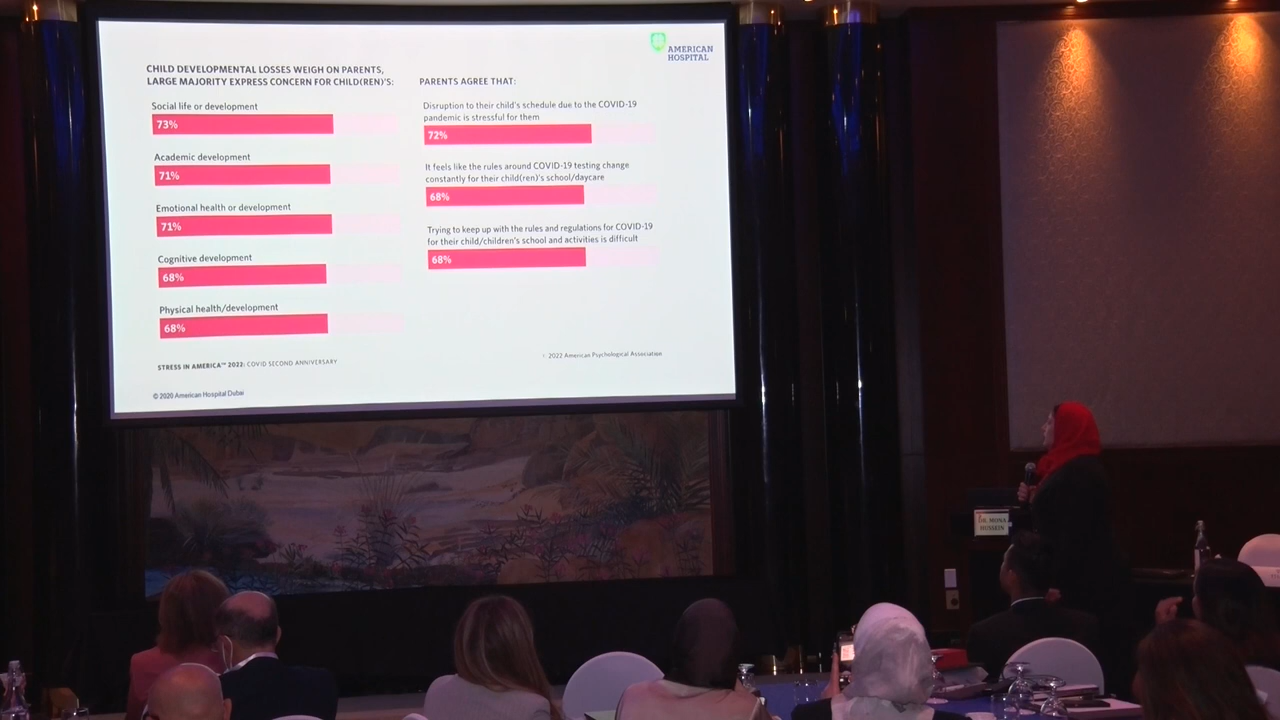 AMERICAN
HOSPITAL
CHILD DEVELOPMENTAL LOSSES WEIGH ON PARENTS,
LARGE MAJORITY EXPRESS CONCERN FOR CHILD(REN)'S:
Social life or development
73%
Academic development
71%
Emotional health or development
71%
Cognitive development
68%
Physical health/development
68%
PARENTS AGREE THAT:
Disruption to their child's schedule due to the COVID-19
pandemic is stressful for them
72%
It feels like the rules around COVID-19 testing change
constantly for their child(ren)'s school/daycare
68%
Trying to keep up with the rules and regulations for COVID-19
for their child/children's school and activities is difficult
68%
STRESS IN AMERICA™ 2022: COVID SECOND ANNIVERSARY
2022 American Psychological Association
© 2020 American Hospital Dubai
DR. MONA
HUSSEIN